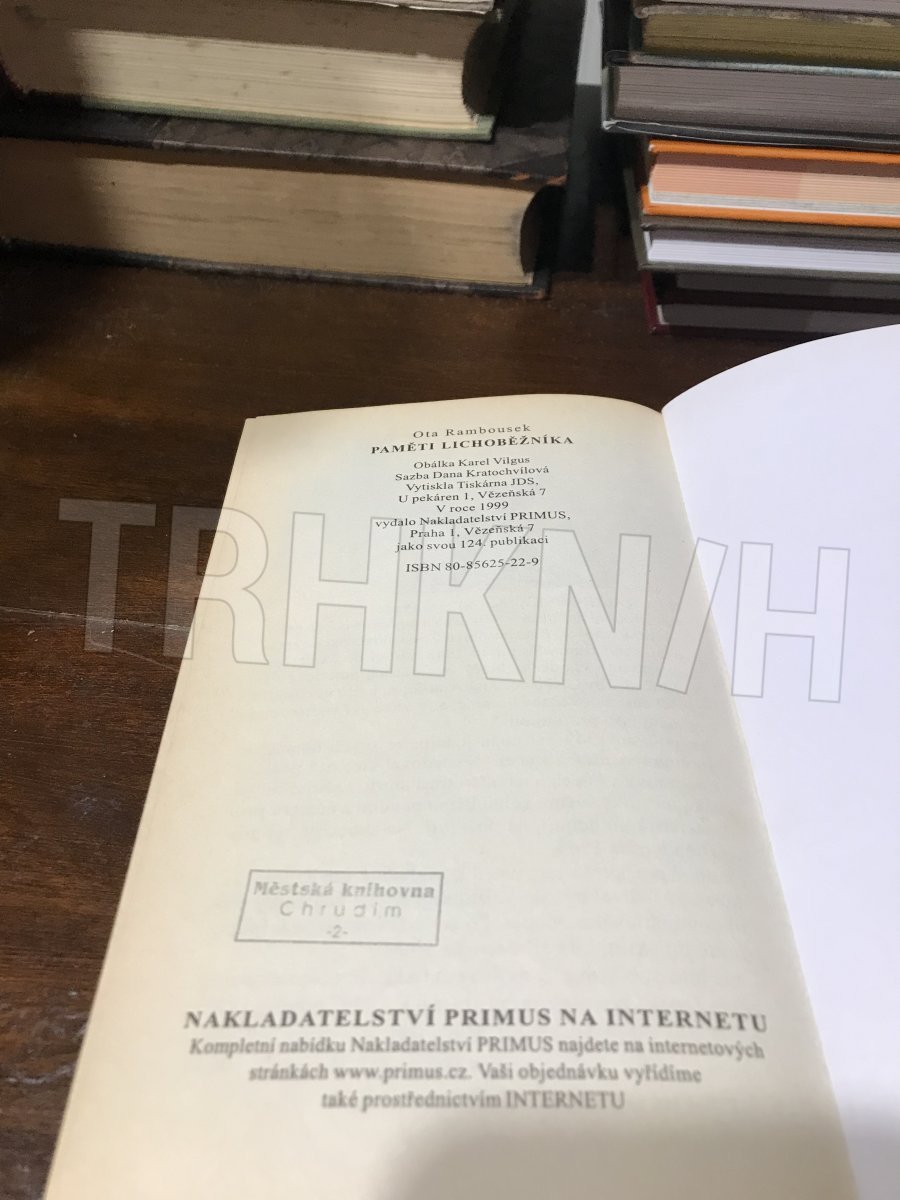 Ota Rambousek
PAMĚTI LICHOBĚŽNÍKA
Obálka Karel Vilgus
Sazba Dana Kratochvílová
Vytiskla Tiskárna JDS,
U pekáren 1, Vězeňská 7
V roce 1999
vydalo Nakladatelství PRIMUS,
Praha 1, Vězeňská 7
jako svou 124. publikaci
ISBN 80-85625-22-9
TRHKNIH
Městská knihovna
Chrudim
-2-
NAKLADATELSTVÍ PRIMUS NA INTERNETU
Kompletní nabídku Nakladatelství PRIMUS najdete na internetových
stránkách www.primus.cz. Vaši objednávku vyřídíme
také prostřednictvím INTERNETU